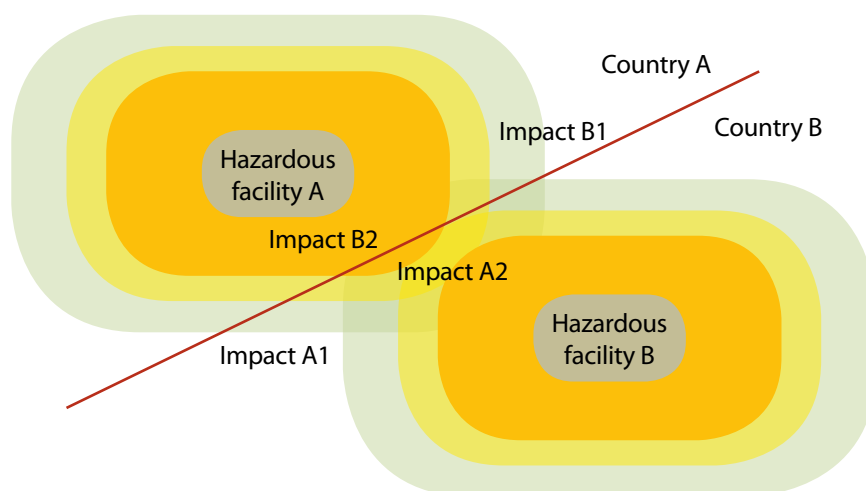 Country A
Impact B1
Country B
Hazardous
facility A
Impact B2
Impact A2
Hazardous
facility B
Impact A1